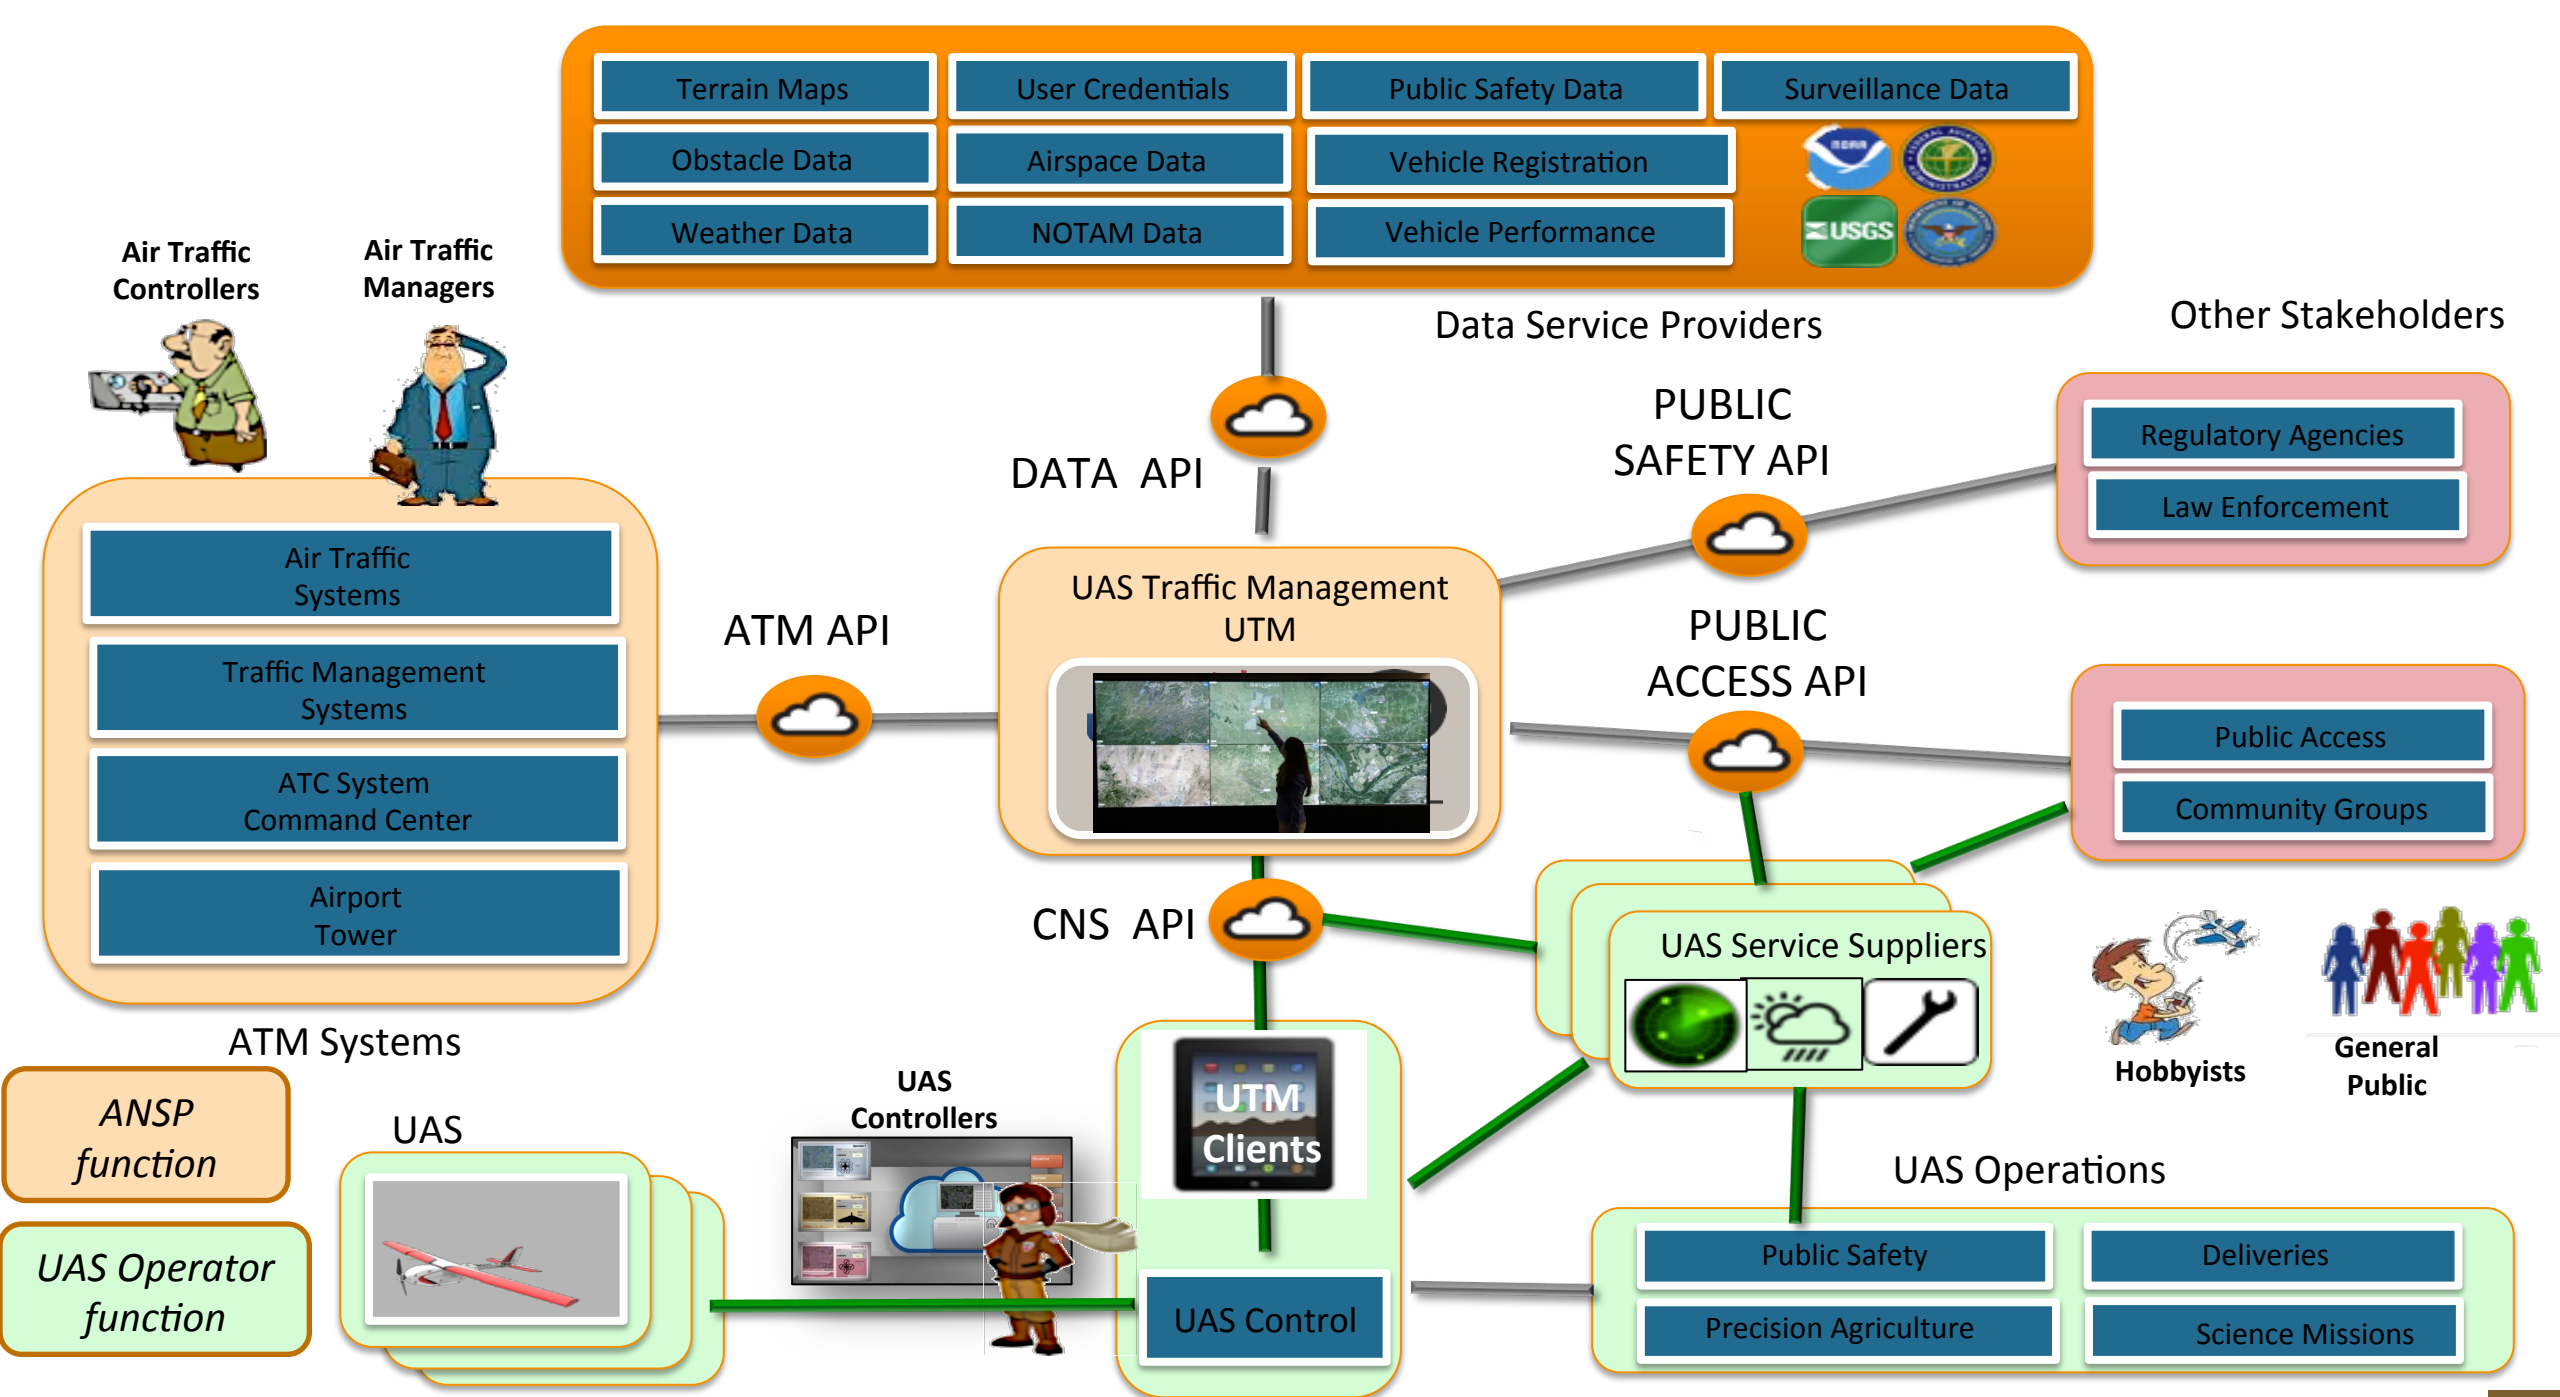 Terrain Maps
User Credentials
Public Safety Data
Surveillance Data
Obstacle Data
Airspace Data
Vehicle Registration
Weather Data
NOTAM Data
Vehicle Performance
NOAA
USGS
Data Service Providers
Air Traffic
Controllers
Air Traffic
Managers
Other Stakeholders
PUBLIC
SAFETY API
Regulatory Agencies
Law Enforcement
DATA API
Air Traffic
Systems
Traffic Management
Systems
ATC System
Command Center
Airport
Tower
ATM Systems
ATM API
UAS Traffic Management
UTM
PUBLIC
ACCESS API
Public Access
Community Groups
CNS API
UAS Service Suppliers
Hobbyists
General
Public
ANSP
function
UAS Operator
function
UAS
UAS
Controllers
UTM
Clients
UAS Control
UAS Operations
Public Safety
Deliveries
Precision Agriculture
Science Missions